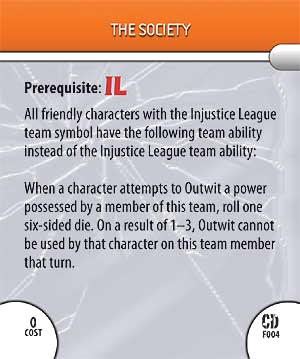 THE SOCIETY
Prerequisite: IL
All friendly characters with the Injustice League
team symbol have the following team ability
instead of the Injustice League team ability:
When a character attempts to Outwit a power
possessed by a member of this team, roll one
six-sided die. On a result of 1–3, Outwit cannot
be used by that character on this team member
that turn.
0
COST
CD
F004